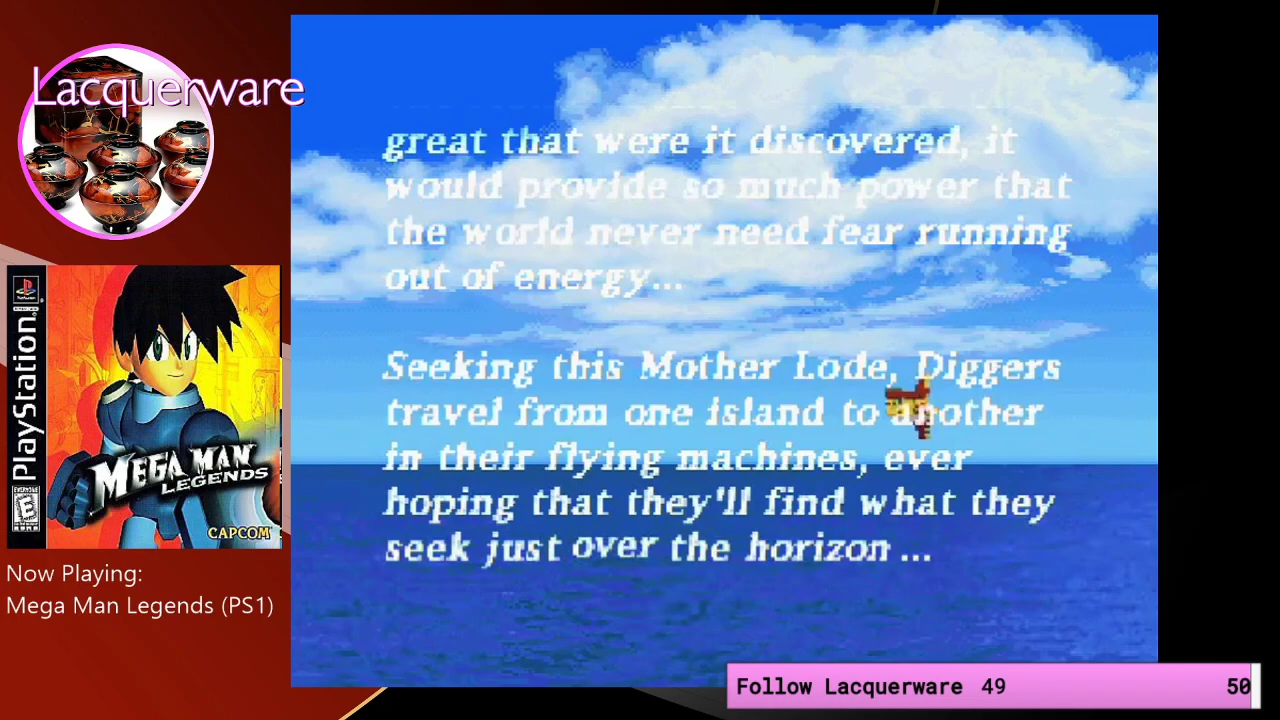 Lacquerware
great that were it discovered, it
would provide so much power that
the world never need fear running
out of energy...
Seeking this Mother Lode, Diggers
travel from one island to another
in their flying machines, ever
hoping that they'll find what they
seek just over the horizon ...
PlayStation
MEGA MAN
LEGENDS
EVERYONE
E
CAPCOM
Now Playing:
Mega Man Legends (PS1)
Follow Lacquerware 49 50